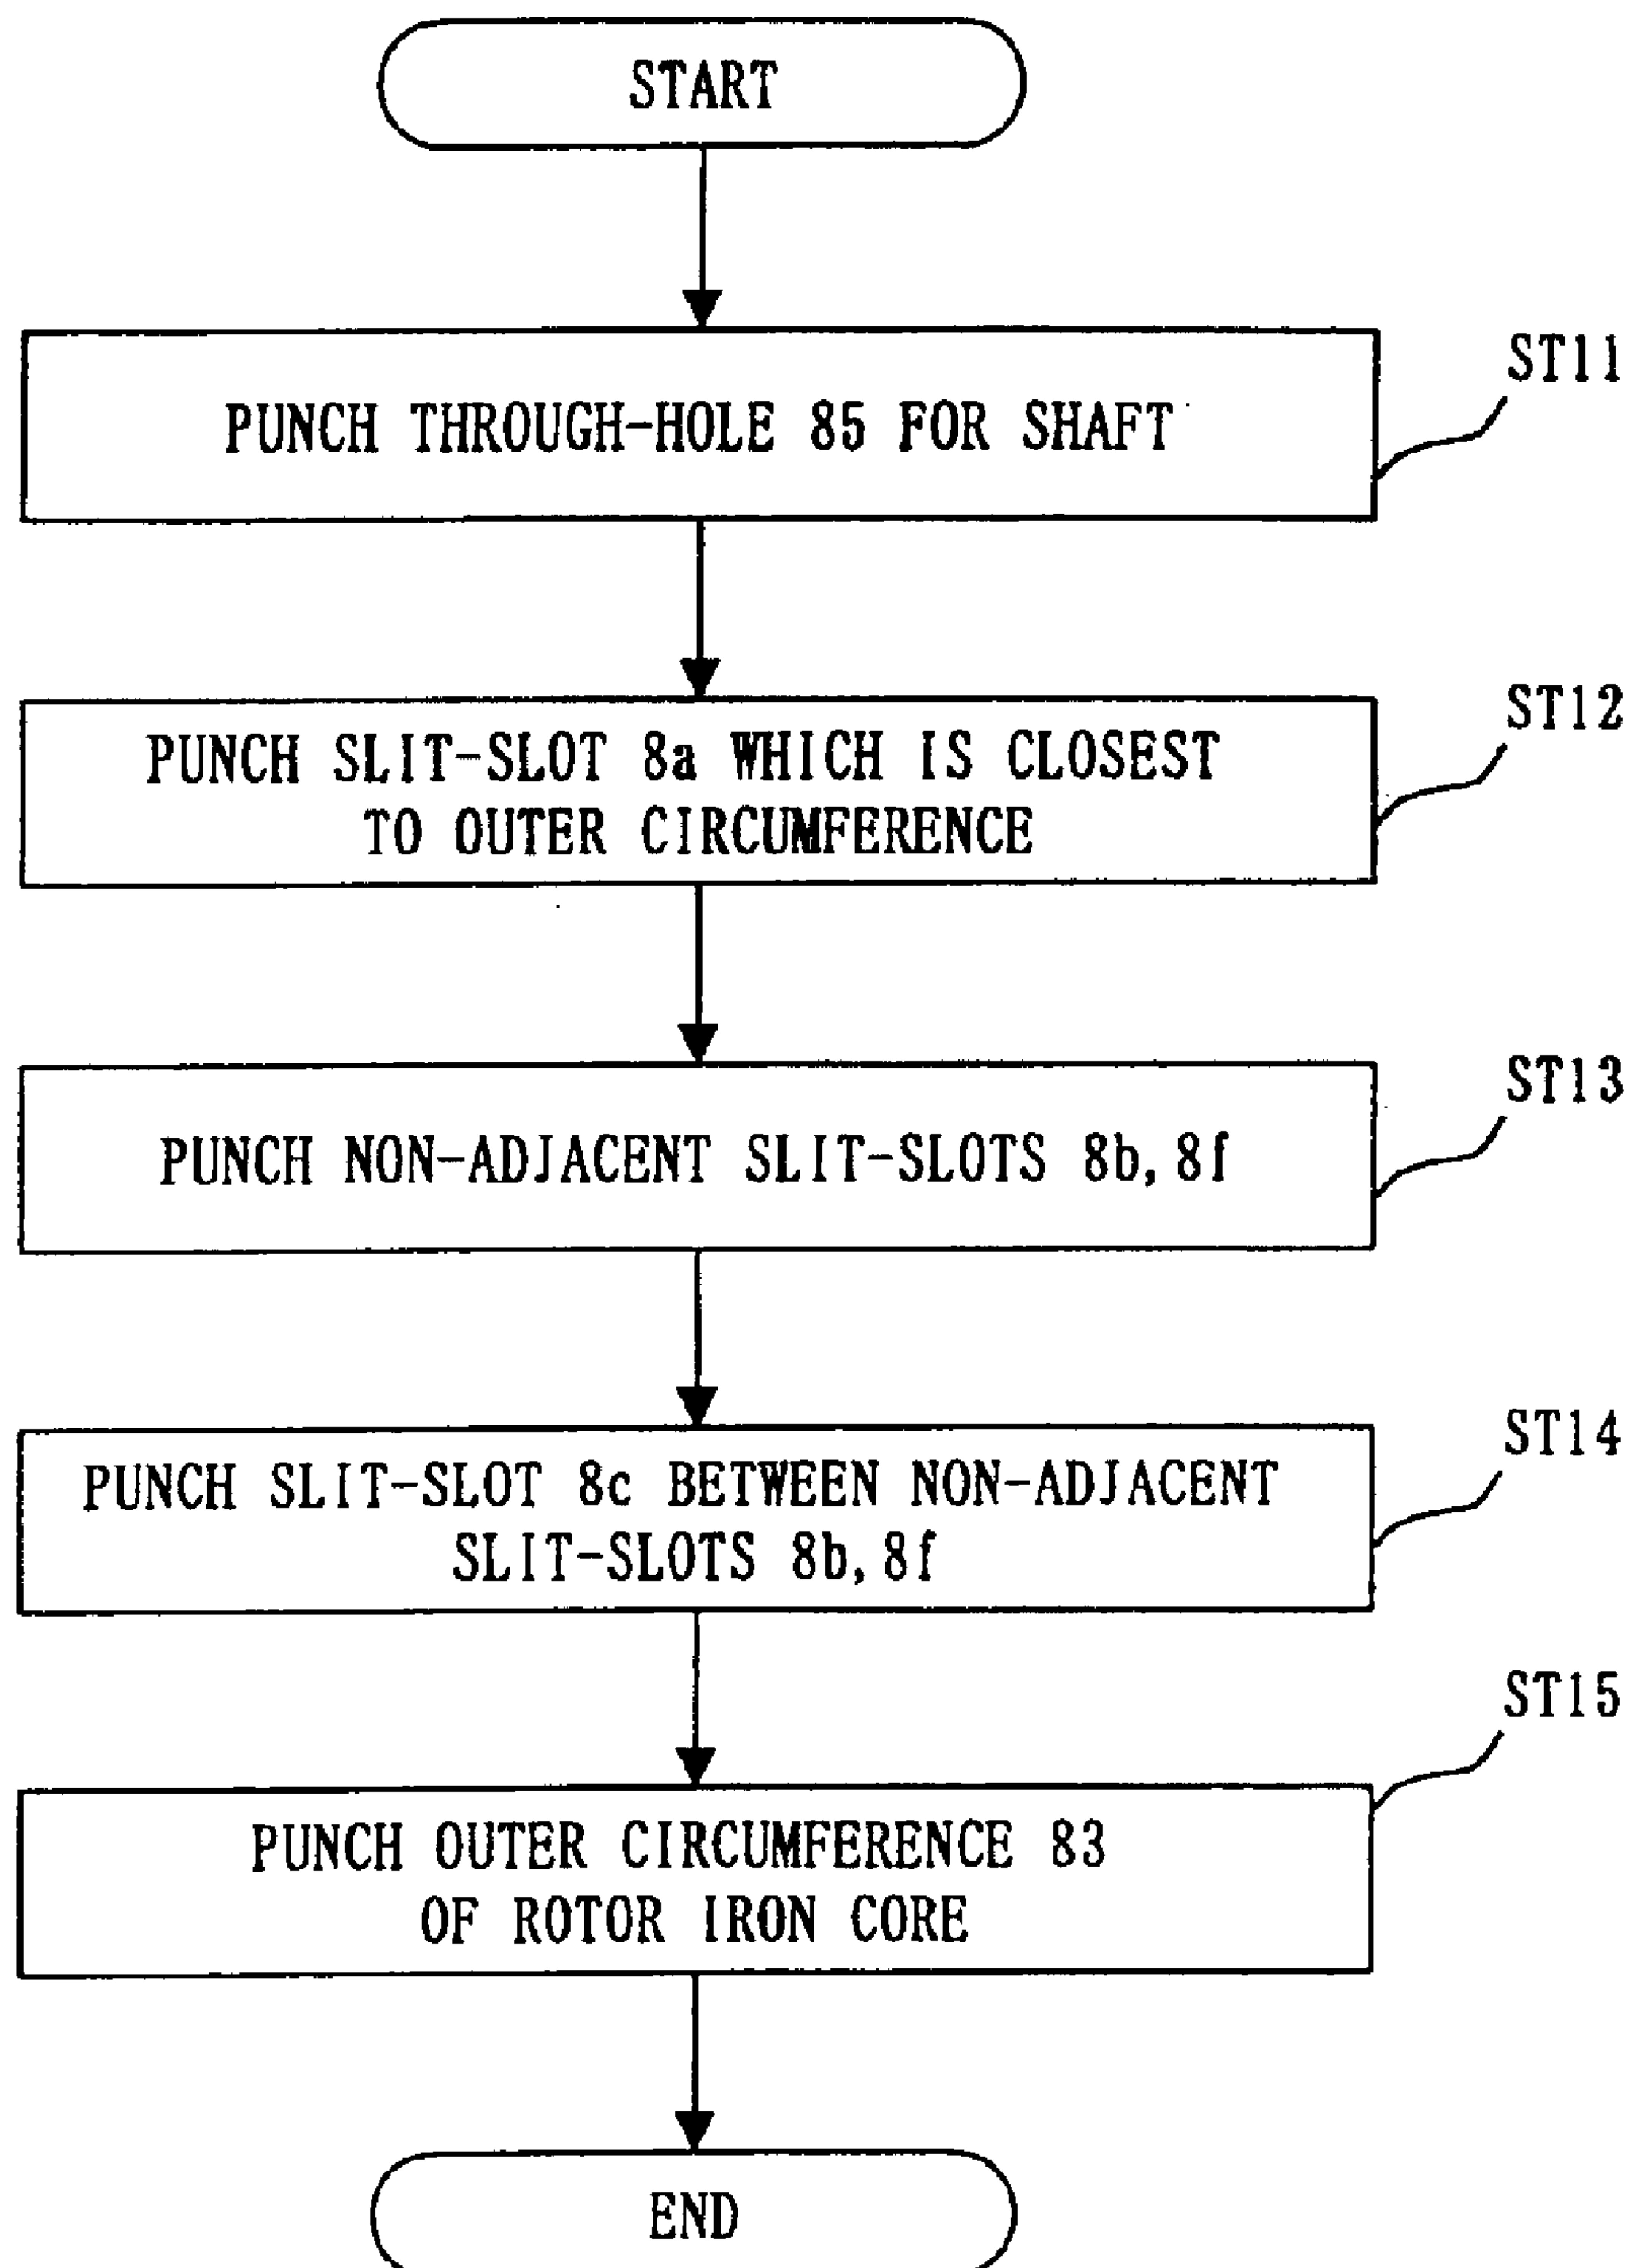 START
ST11
PUNCH THROUGH-HOLE 85 FOR SHAFT
ST12
PUNCH SLIT-SLOT 8a WHICH IS CLOSEST
TO OUTER CIRCUMFERENCE
ST13
PUNCH NON-ADJACENT SLIT-SLOTS 8b, 8f
ST14
PUNCH SLIT-SLOT 8c BETWEEN NON-ADJACENT
SLIT-SLOTS 8b, 8f
ST15
PUNCH OUTER CIRCUMFERENCE 83
OF ROTOR IRON CORE
END